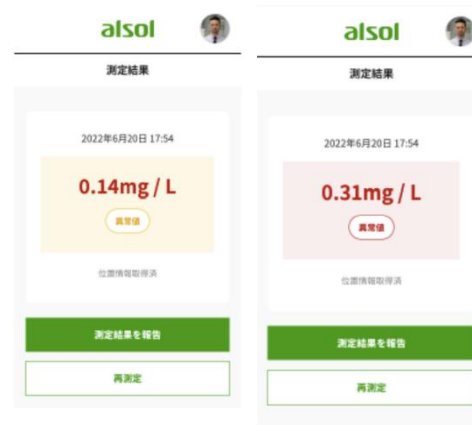 alsol
測定結果
2022年6月20日 17:54
0.14mg / L
異常値
位置情報取得済
測定結果を報告
再測定
alsol
測定結果
2022年6月20日 17:54
0.31mg / L
異常値
位置情報取得済
測定結果を報告
再測定